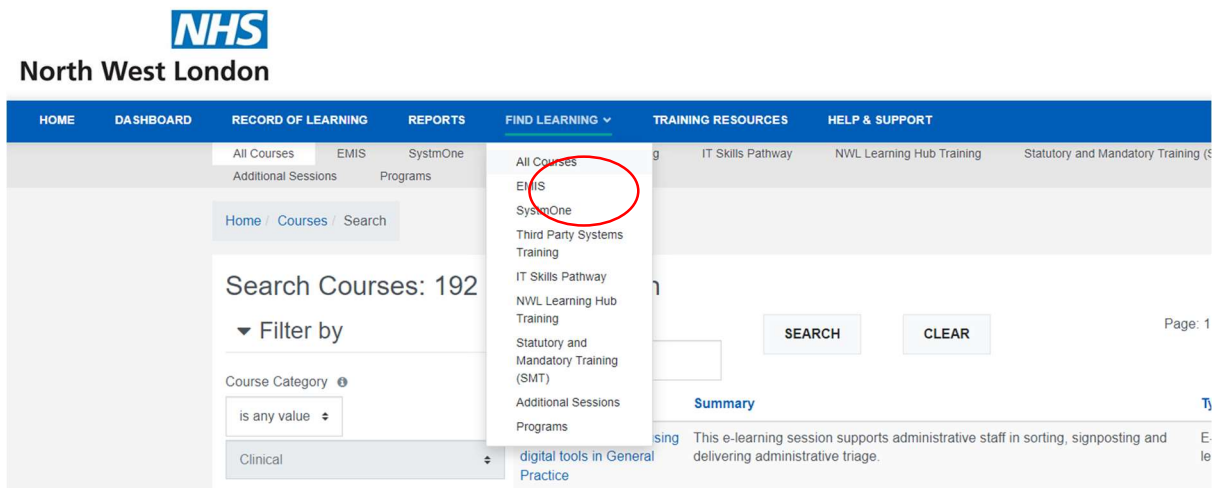 NHS
North West London
HOME DASHBOARD RECORD OF LEARNING REPORTS FIND LEARNING TRAINING RESOURCES HELP & SUPPORT
All Courses EMIS SystmOne IT Skills Pathway NWL Learning Hub Training Statutory and Mandatory Training
Additional Sessions Programs
All Courses
EMIS
SystmOne
Third Party Systems
Training
IT Skills Pathway
NWL Learning Hub
Training
Statutory and
Mandatory Training
(SMT)
Additional Sessions
Programs
Home / Courses / Search
Search Courses: 192
Filter by
SEARCH CLEAR
Page: 1
Course Category
is any value
Clinical
Summary
digital tools in General
Practice
This e-learning session supports administrative staff in sorting, signposting and
delivering administrative triage.